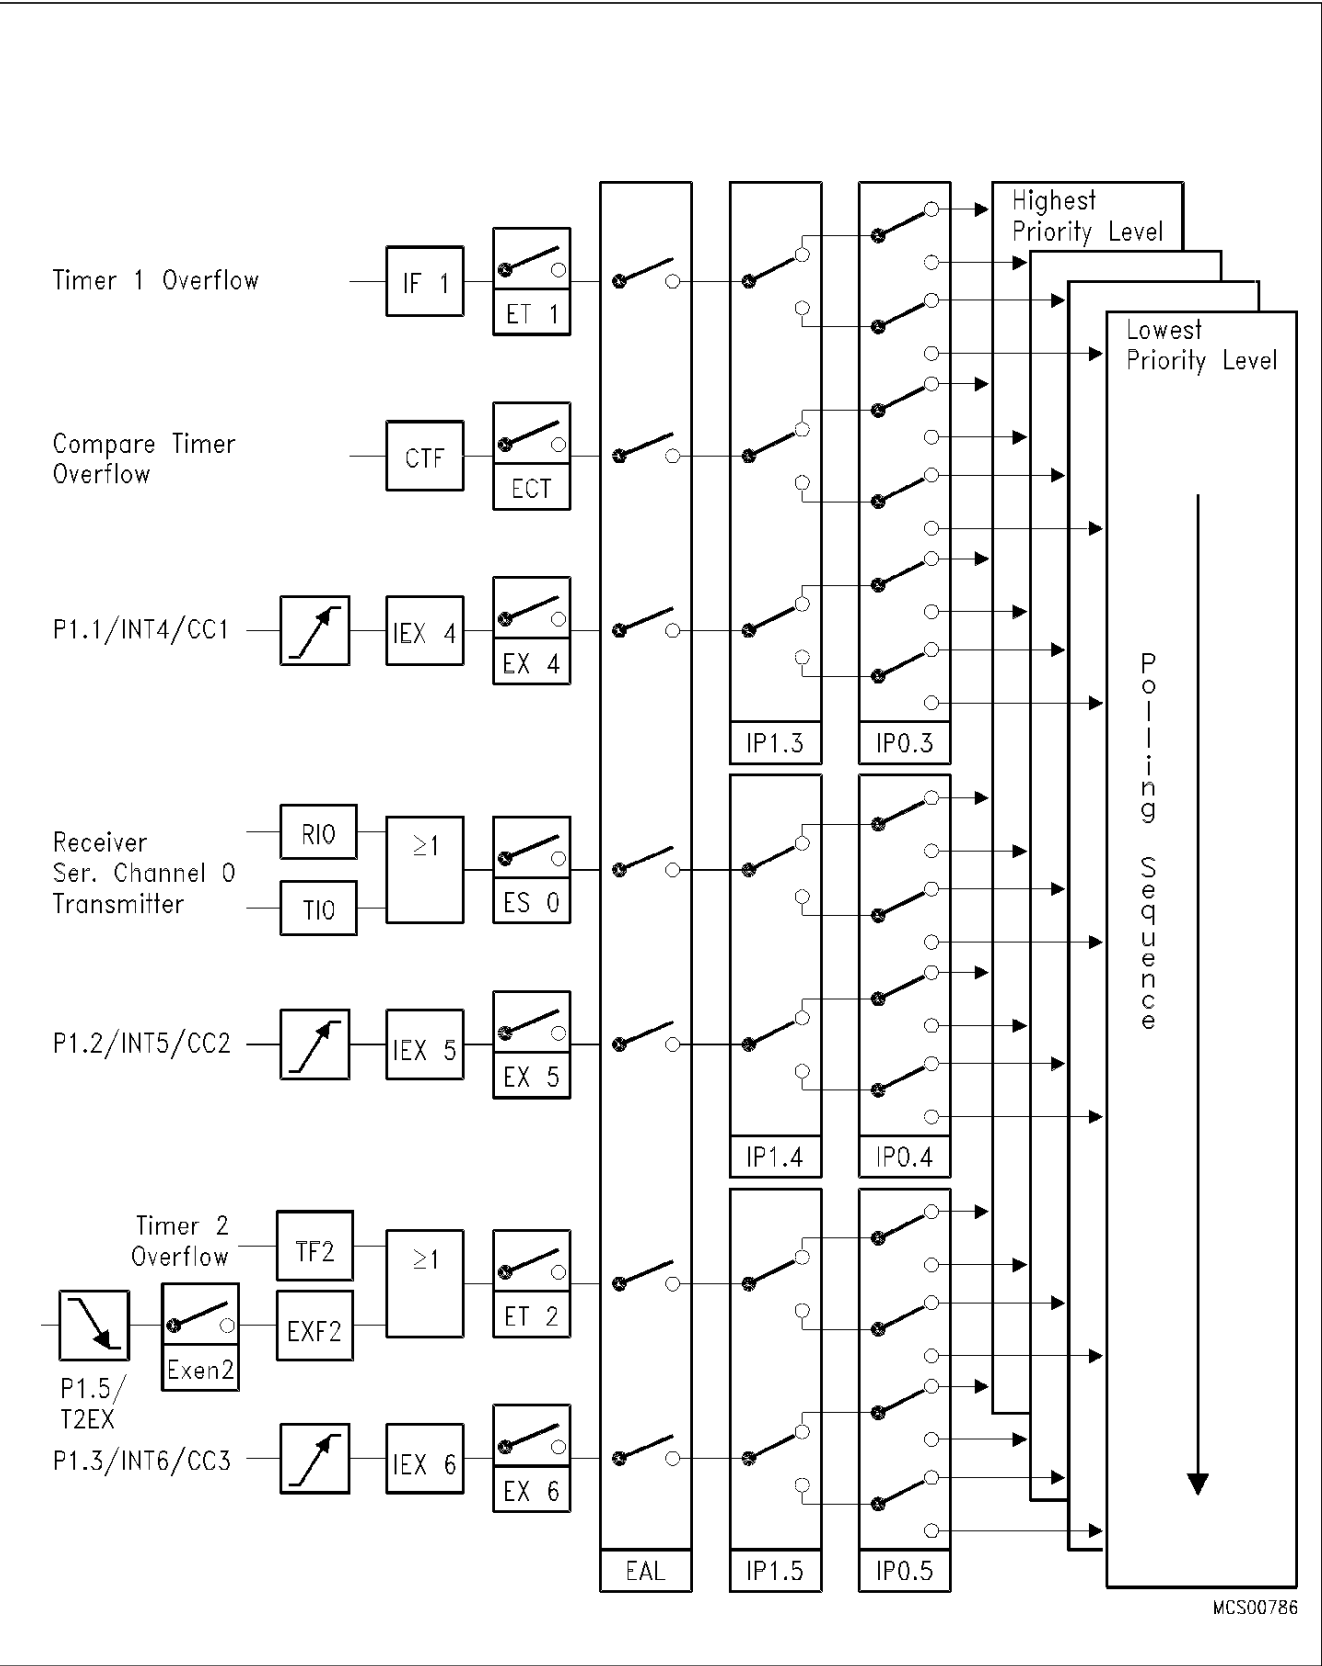 Highest
Priority Level
Timer 1 Overflow
IF 1
ET 1
Lowest
Priority Level
Compare Timer
Overflow
CTF
ECT
P1.1/INT4/CC1
IEX 4
EX 4
IP1.3
IP0.3
Polling Sequence
Receiver
Ser. Channel 0
Transmitter
RI0
TI0
≥1
ES 0
P1.2/INT5/CC2
IEX 5
EX 5
IP1.4
IP0.4
Timer 2
Overflow
TF2
≥1
ET 2
EXF2
Exen2
P1.5/
T2EX
P1.3/INT6/CC3
IEX 6
EX 6
EAL
IP1.5
IP0.5
MCS00786